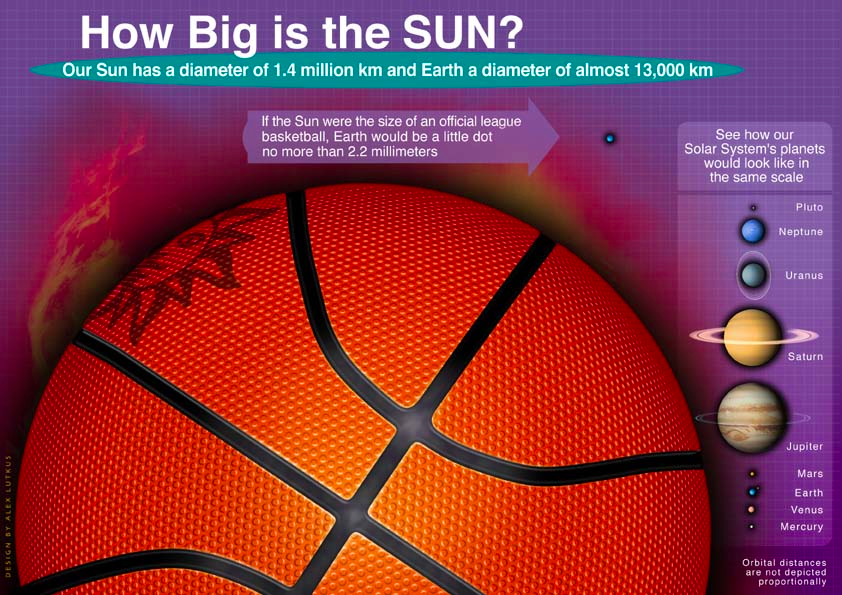 How Big is the SUN?
Our Sun has a diameter of 1.4 million km and Earth a diameter of almost 13,000 km
If the Sun were the size of an official league
basketball, Earth would be a little dot
no more than 2.2 millimeters
See how our
Solar System's planets
would look like in
the same scale
Pluto
Neptune
Uranus
Saturn
Jupiter
Mars
Earth
Venus
Mercury
Orbital distances
are not depicted
proportionally
DESIGN BY ALEX LUTKUS